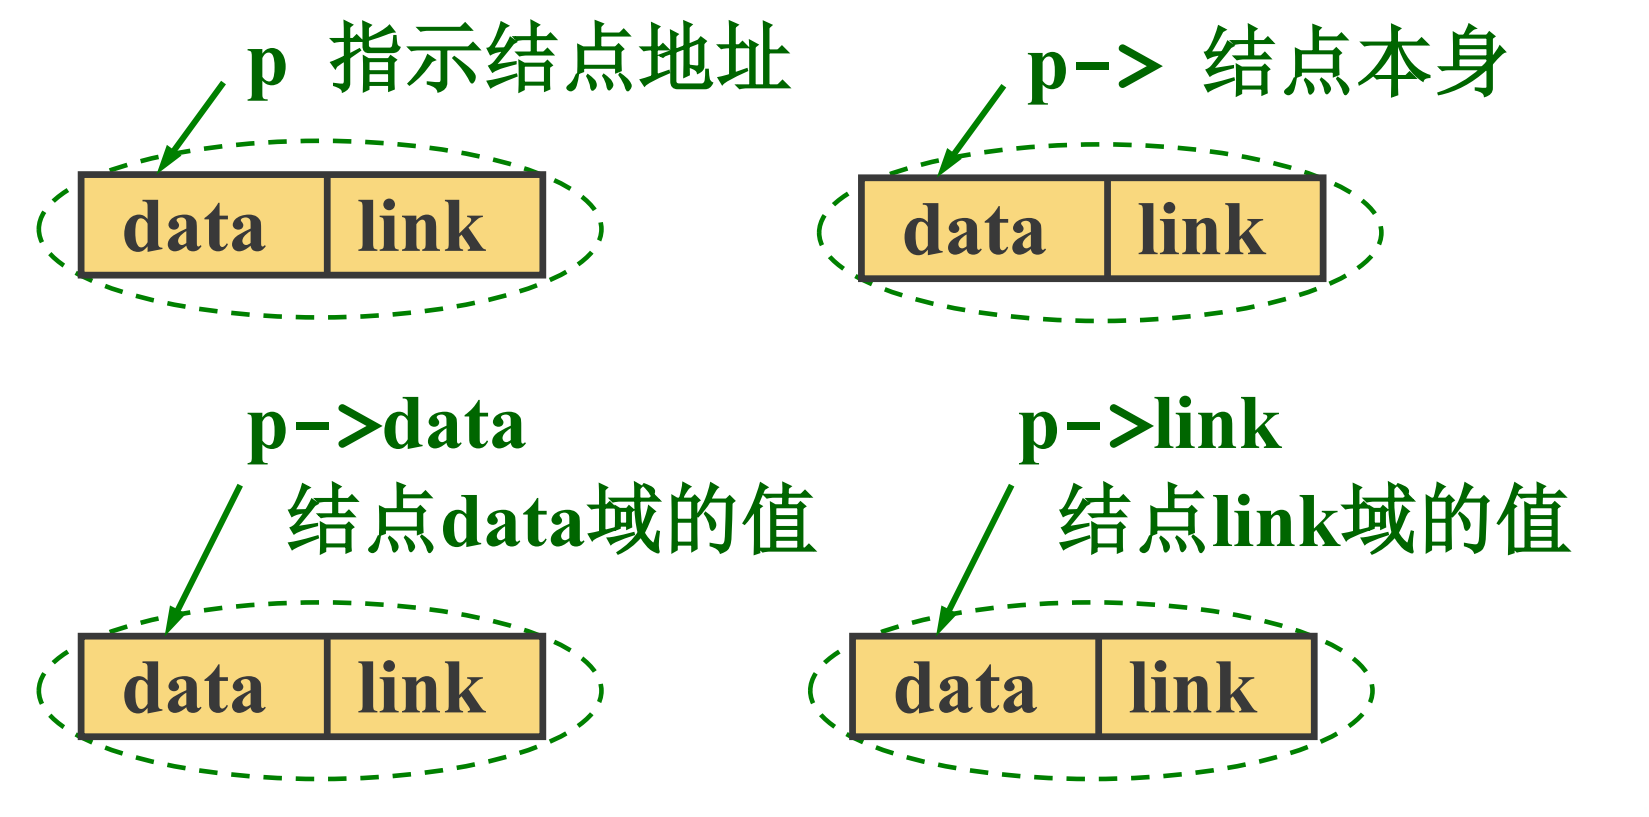 p 指示结点地址
p-> 结点本身
data link
data link
p->data
结点data域的值
p->link
结点link域的值
data link
data link